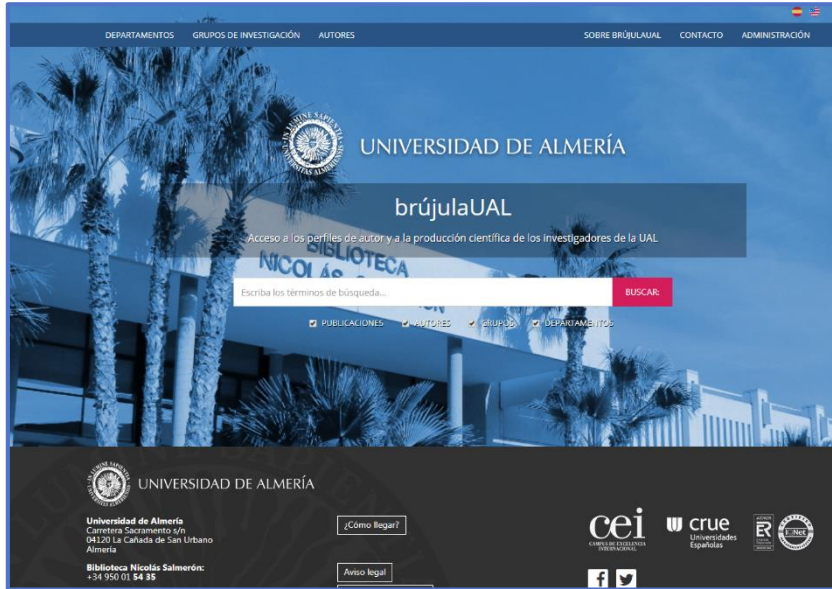 DEPARTAMENTOS GRUPOS DE INVESTIGACIÓN AUTORES SOBRE BRÚJULAUAL CONTACTO ADMINISTRACIÓN
UNIVERSIDAD DE ALMERÍA
brújulaUAL
Acceso a los perfiles de autor y a la producción científica de los investigadores de la UAL
BIBLIOTECA
NICOLÁS
Escriba los términos de búsqueda... BUSCAR:
PUBLICACIONES AUTORES GRUPOS DEPARTAMENTOS
UNIVERSIDAD DE ALMERÍA
Universidad de Almería
Carretera Sacramento s/n
04120 La Cañada de San Urbano
Almería
Biblioteca Nicolás Salmerón:
+34 950 01 54 35
¿Cómo llegar?
Aviso legal
cei
CAMPUS DE EXCELENCIA
INTERNACIONAL
crue
Universidades
Españolas
ER
IQNet